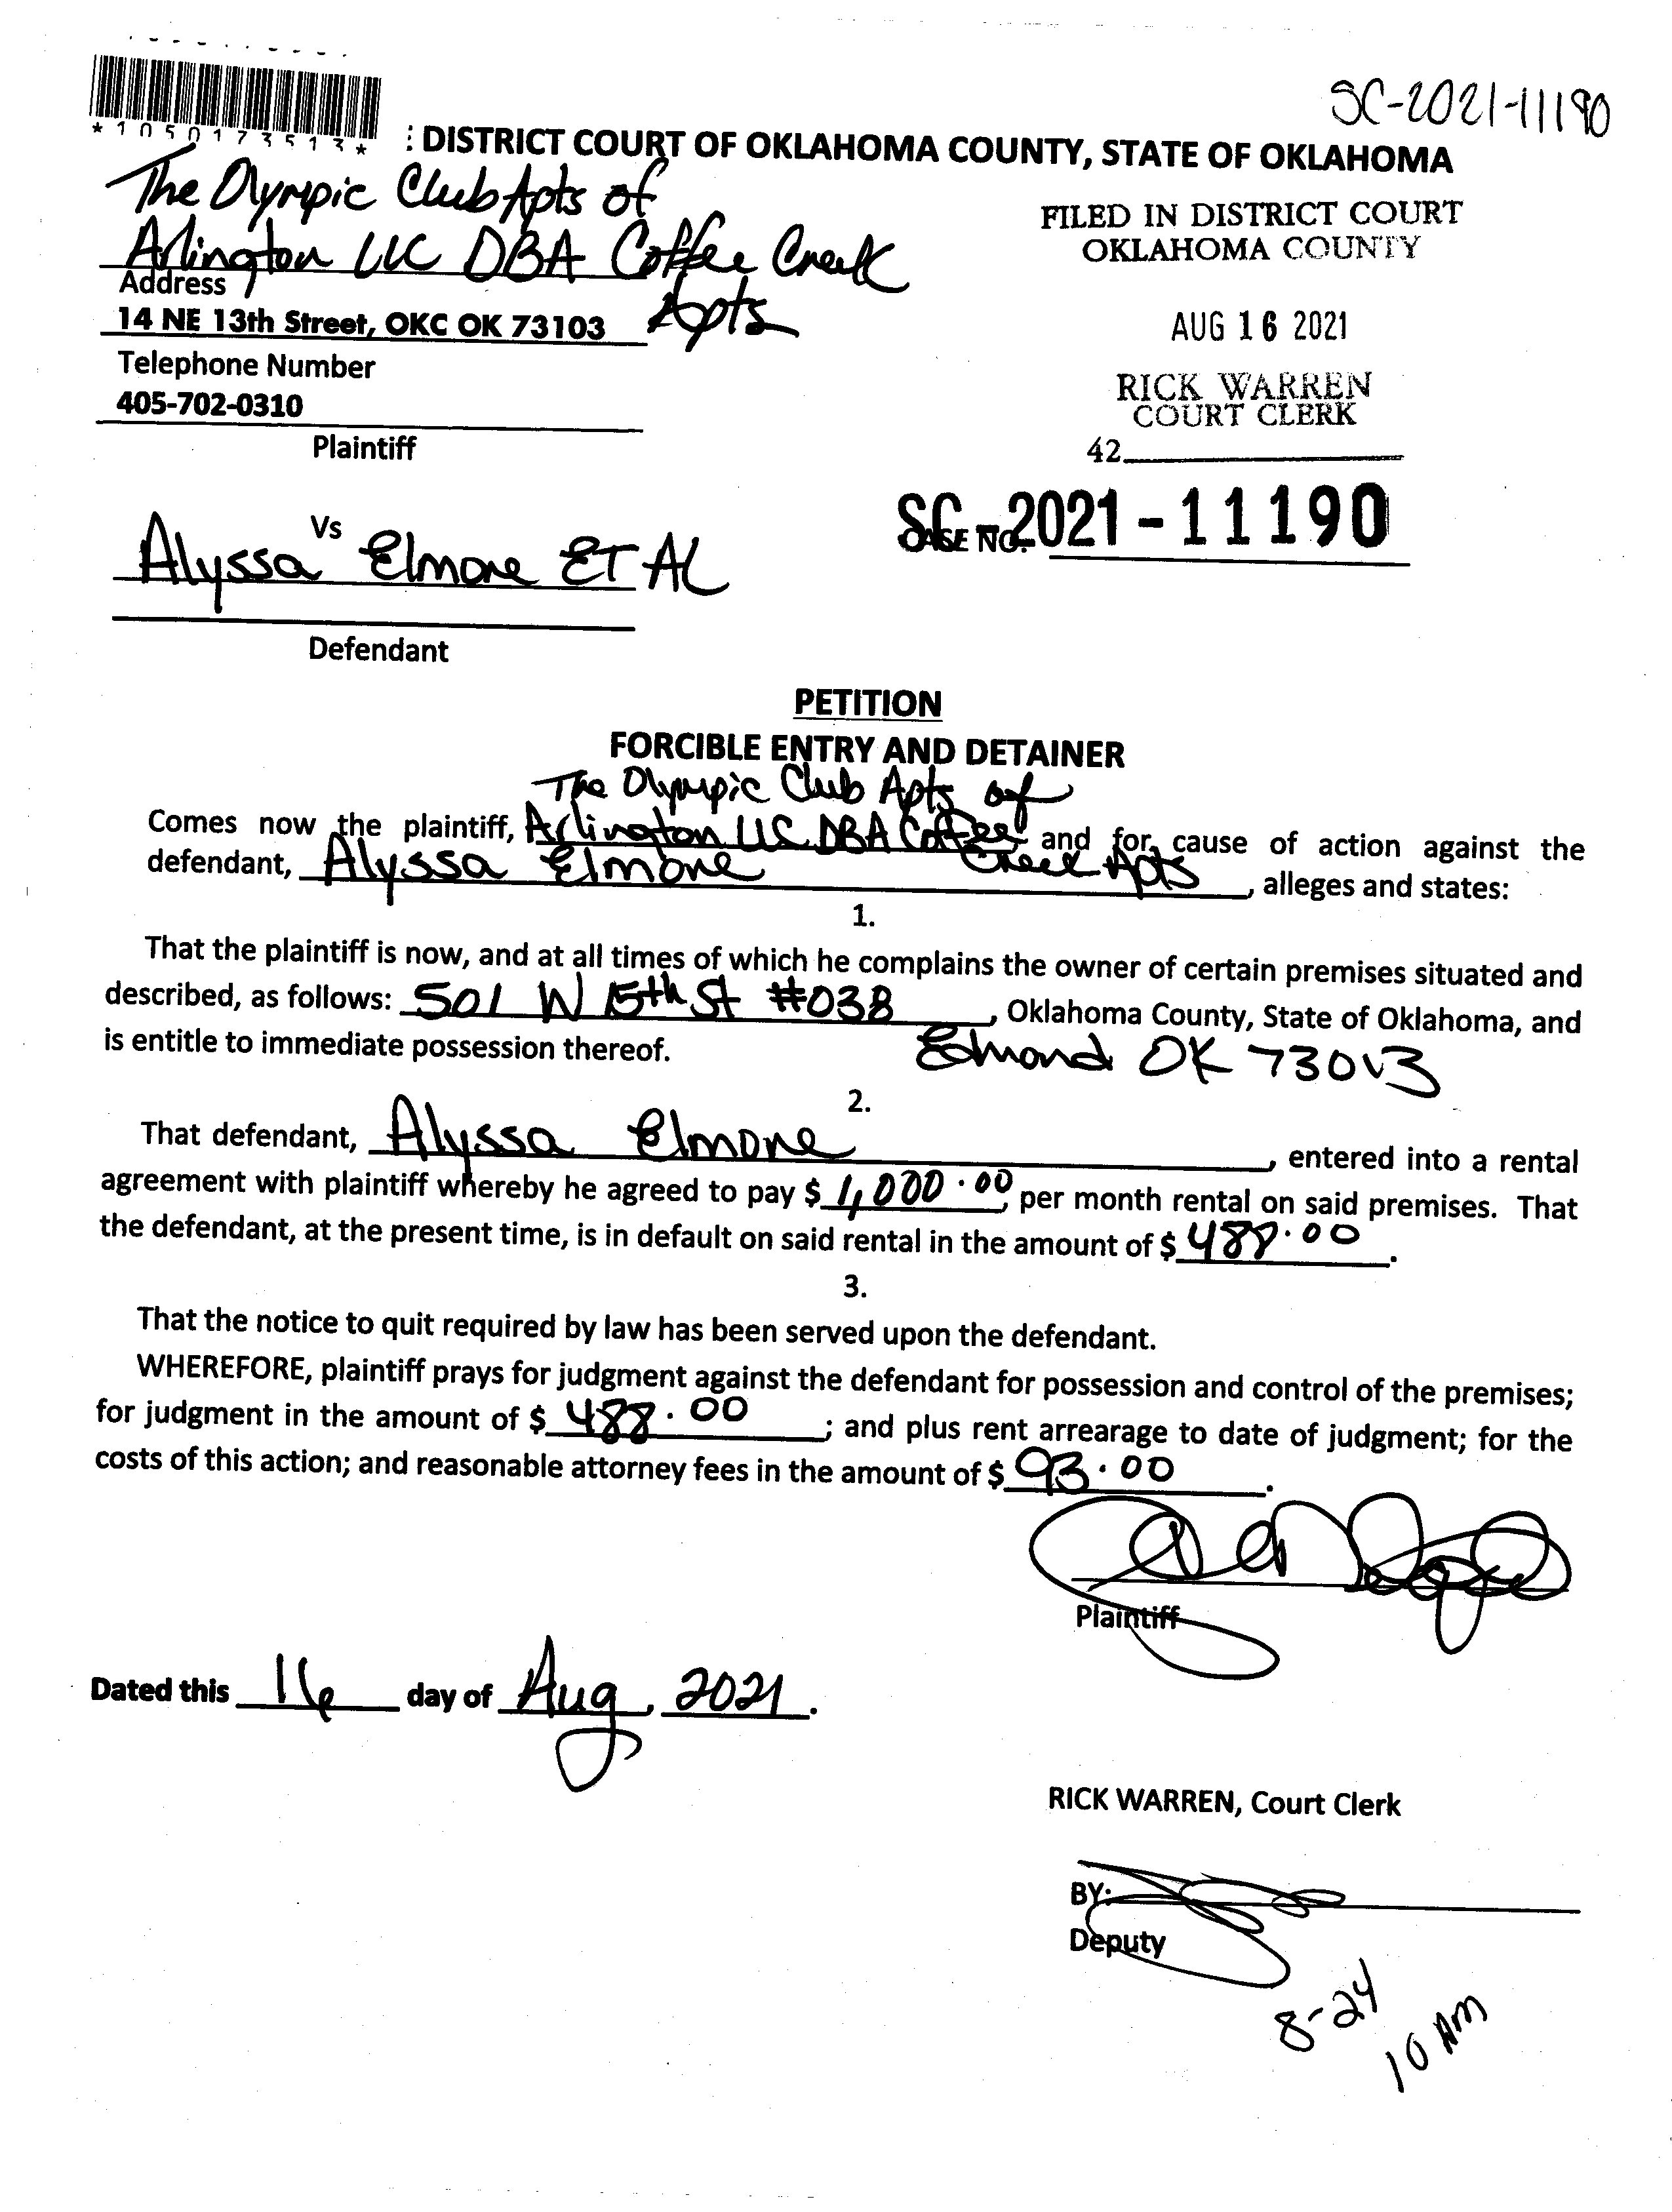 SC-2021-11190
*1050173513*
: DISTRICT COURT OF OKLAHOMA COUNTY, STATE OF OKLAHOMA
The Olympic Club Apts of
Arlington LLC DBA Coffee Creek
Apts
Address
14 NE 13th Street, OKC OK 73103
Telephone Number
405-702-0310
Plaintiff
FILED IN DISTRICT COURT
OKLAHOMA COUNTY
AUG 16 2021
RICK WARREN
COURT CLERK
42
Vs
Alyssa Elmore ET AL
Defendant
CASE NO.
SC-2021-11190
PETITION
FORCIBLE ENTRY AND DETAINER
The Olympic Club Apts of
Comes now the plaintiff, Arlington LLC DBA Coffee and for cause of action against the
Creek Apts
defendant, Alyssa Elmore, alleges and states:
1.
That the plaintiff is now, and at all times of which he complains the owner of certain premises situated and
described, as follows: 501 W 15th St #038, Oklahoma County, State of Oklahoma, and
is entitle to immediate possession thereof. Edmond OK 73013
2.
That defendant, Alyssa Elmore, entered into a rental
agreement with plaintiff whereby he agreed to pay $ 1,000.00, per month rental on said premises. That
the defendant, at the present time, is in default on said rental in the amount of $ 488.00.
3.
That the notice to quit required by law has been served upon the defendant.
WHEREFORE, plaintiff prays for judgment against the defendant for possession and control of the premises;
for judgment in the amount of $ 488.00; and plus rent arrearage to date of judgment; for the
costs of this action; and reasonable attorney fees in the amount of $ 93.00.
Plaintiff
Dated this 16 day of Aug, 2021.
RICK WARREN, Court Clerk
BY:
Deputy
8-24
10 AM